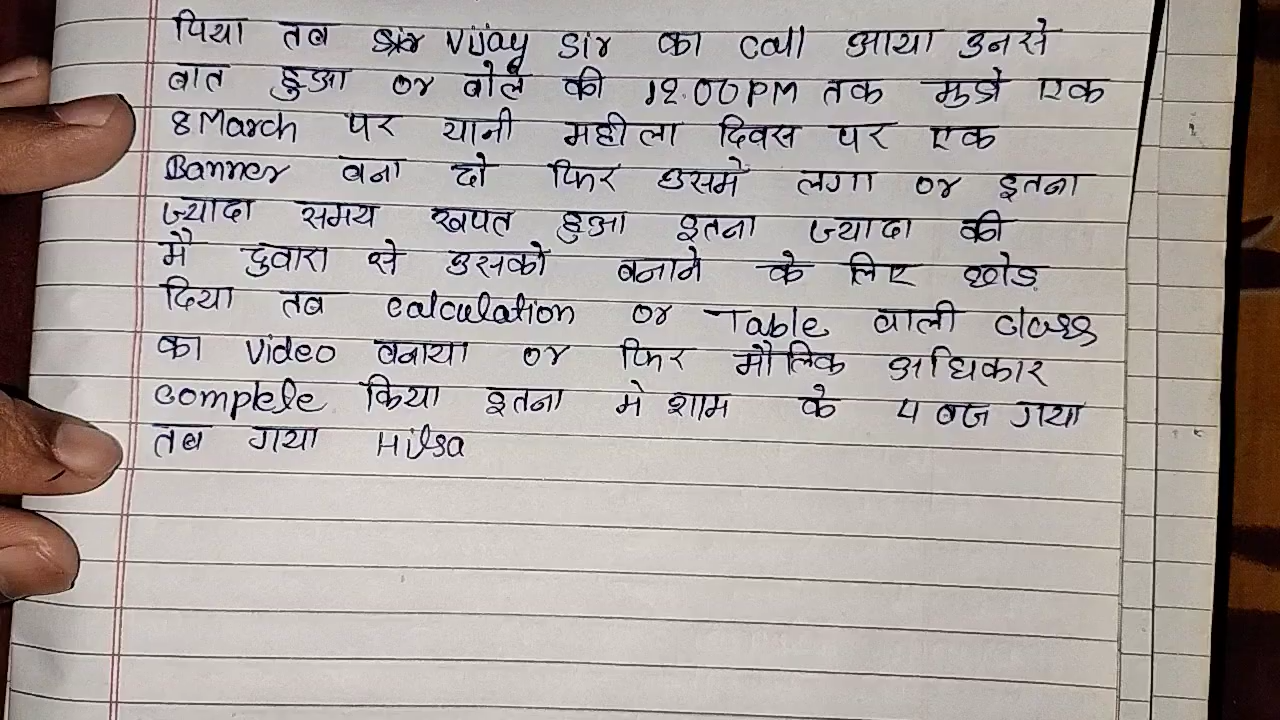 पिया तब Vijay Sir का Call आया उनसे
बात हुआ or बोले की 12.00PM तक मुझे एक
8 March पर यानी महीला दिवस पर एक
Banner बना दो फिर उसमें लगा or इतना
ज्यादा समय खपत हुआ इतना ज्यादा की
मै दुबारा से उसको बनाने के लिए छोड़
दिया तब calculation or Table वाली class
का video बनाया or फिर मौलिक अधिकार
complete किया इतना मे शाम के 4 बज गया
तब गया Hilsa